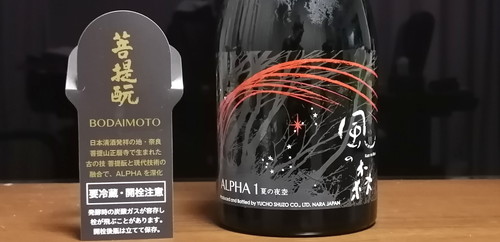 菩提酛
BODAIMOTO
日本清酒発祥の地・奈良
菩提山正暦寺で生まれた
古の技 菩提酛と現代技術の
融合で、ALPHAを深化
要冷蔵・開栓注意
発酵時の炭酸ガスが含存し
栓が飛ぶことがあります。
開栓後瓶は立てて保存。
風の森
ALPHA 1 夏の夜空
Produced and Bottled by YUCHO SHUZO CO., LTD. NARA JAPAN